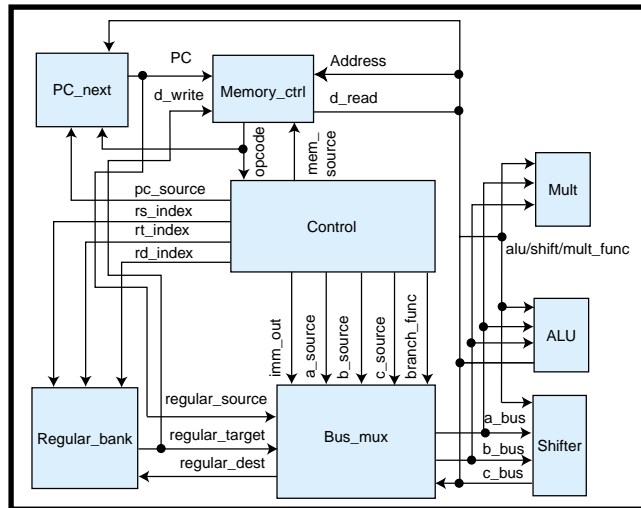 PC
Address
PC_next
d_write
Memory_ctrl
d_read
opcode
mem_
source
pc_source
rs_index
rt_index
rd_index
Control
Mult
alu/shift/mult_func
imm_out
a_source
b_source
c_source
branch_func
ALU
regular_source
Regular_bank
regular_target
regular_dest
Bus_mux
a_bus
b_bus
c_bus
Shifter